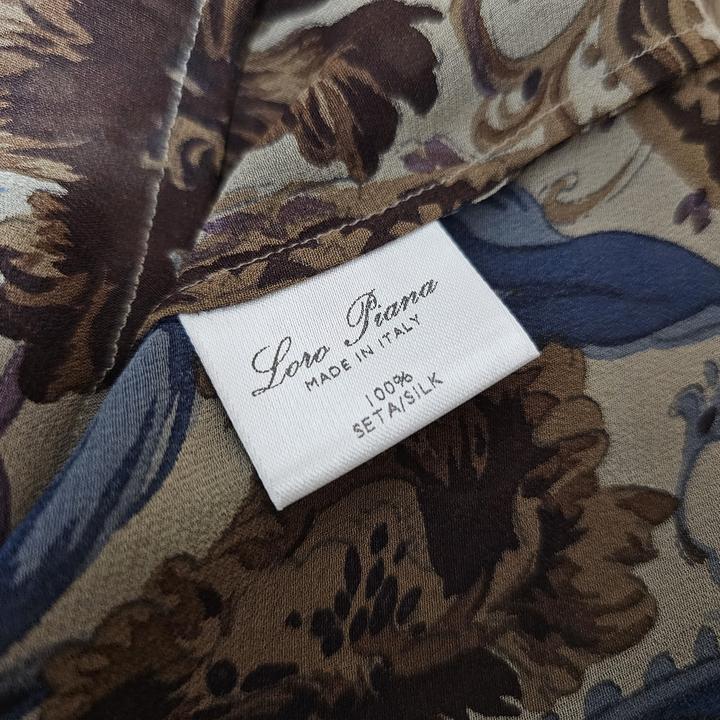 Loro Piana
MADE IN ITALY
100%
SETA/SILK